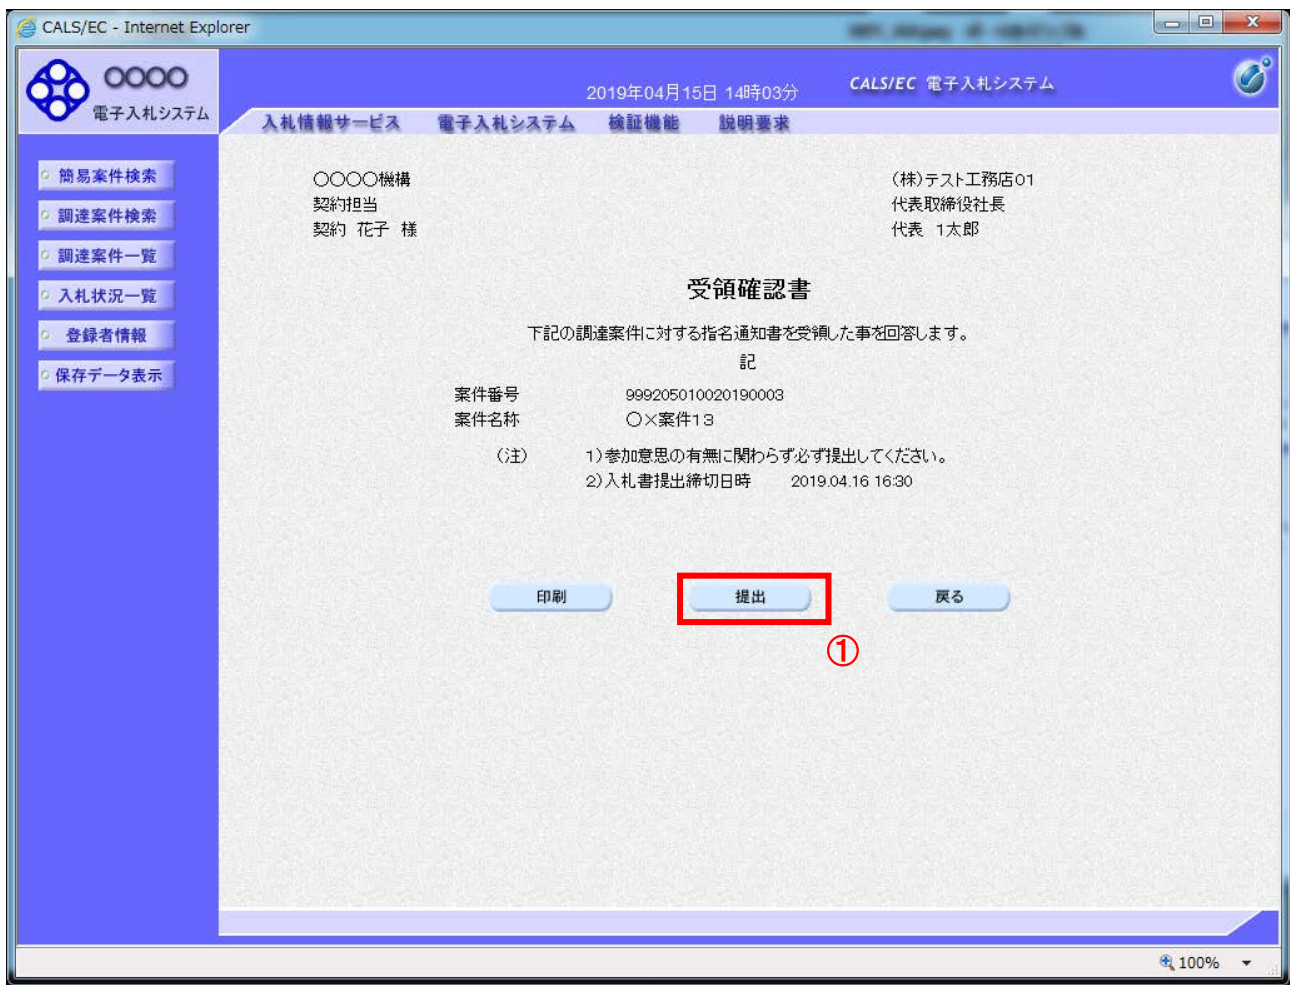 CALS/EC - Internet Explorer
OOOO
電子入札システム
2019年04月15日 14時03分
CALS/EC 電子入札システム
入札情報サービス 電子入札システム 検証機能 説明要求
簡易案件検索
調達案件検索
調達案件一覧
入札状況一覧
登録者情報
保存データ表示
〇〇〇〇機構
契約担当
契約 花子 様
(株)テスト工務店01
代表取締役社長
代表 1太郎
受領確認書
下記の調達案件に対する指名通知書を受領した事を回答します。
記
案件番号 999205010020190003
案件名称 〇×案件13
(注) 1)参加意思の有無に関わらず必ず提出してください。
2)入札書提出締切日時 2019.04.16 16:30
印刷 提出 戻る
①
100%